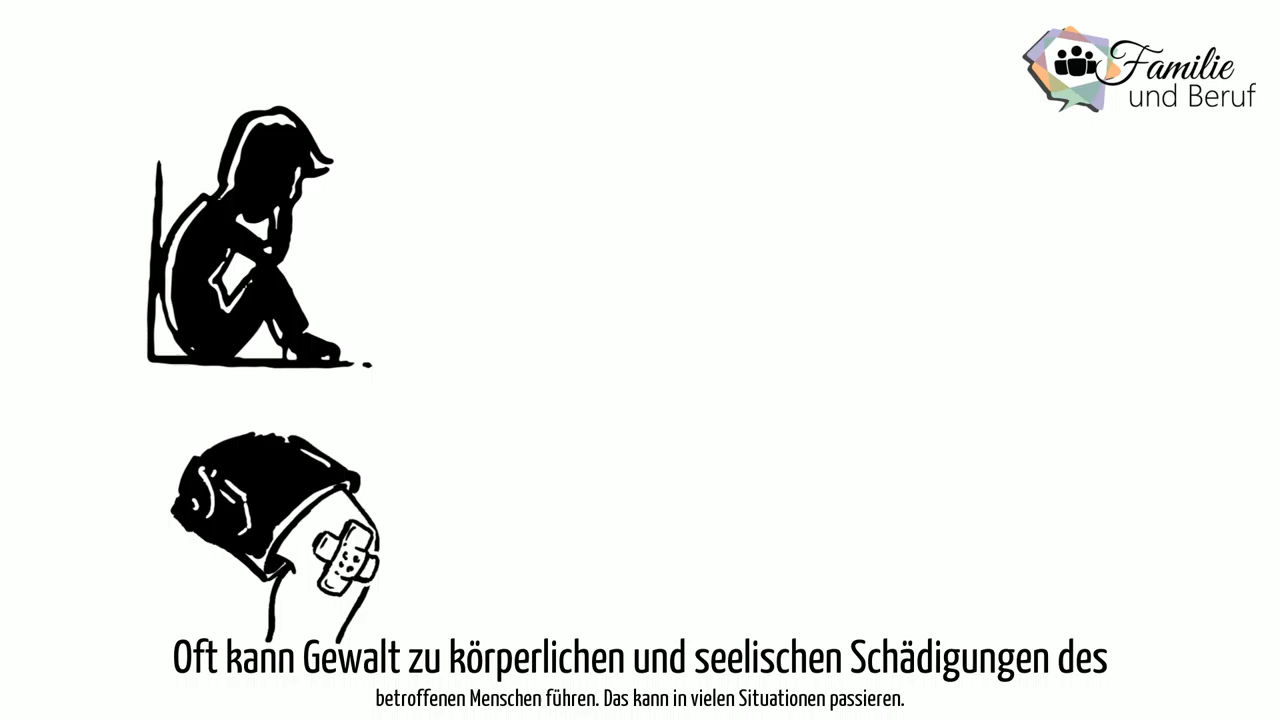 Familie
und Beruf
Oft kann Gewalt zu körperlichen und seelischen Schädigungen des
betroffenen Menschen führen. Das kann in vielen Situationen passieren.